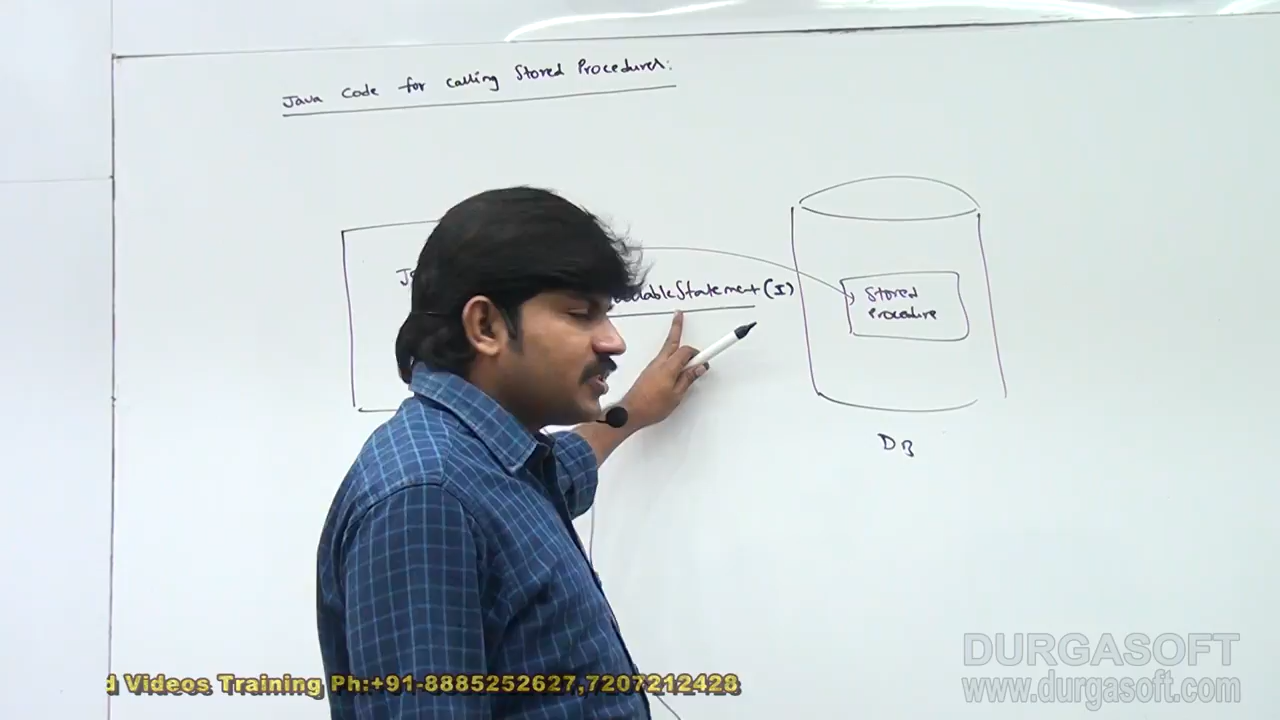 Java Code for calling Stored Procedures:
CallableStatement (I)
Stored
Procedure
DB
d Videos Training Ph:+91-8885252627,7207212428
DURGASOFT
www.durgasoft.com